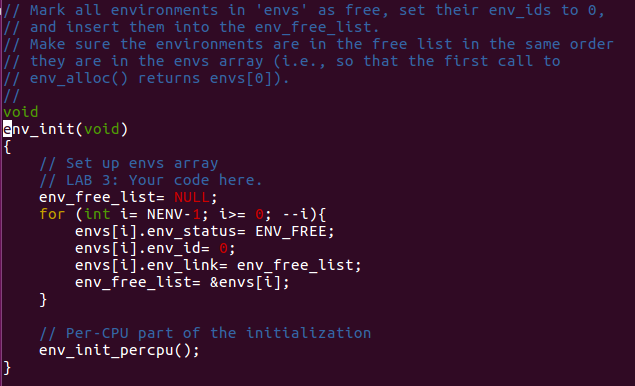 // Mark all environments in 'envs' as free, set their env_ids to 0,
// and insert them into the env_free_list.
// Make sure the environments are in the free list in the same order
// they are in the envs array (i.e., so that the first call to
// env_alloc() returns envs[0]).
//
void
env_init(void)
{
    // Set up envs array
    // LAB 3: Your code here.
    env_free_list= NULL;
    for (int i= NENV-1; i>= 0; --i){
        envs[i].env_status= ENV_FREE;
        envs[i].env_id= 0;
        envs[i].env_link= env_free_list;
        env_free_list= &envs[i];
    }

    // Per-CPU part of the initialization
    env_init_percpu();
}